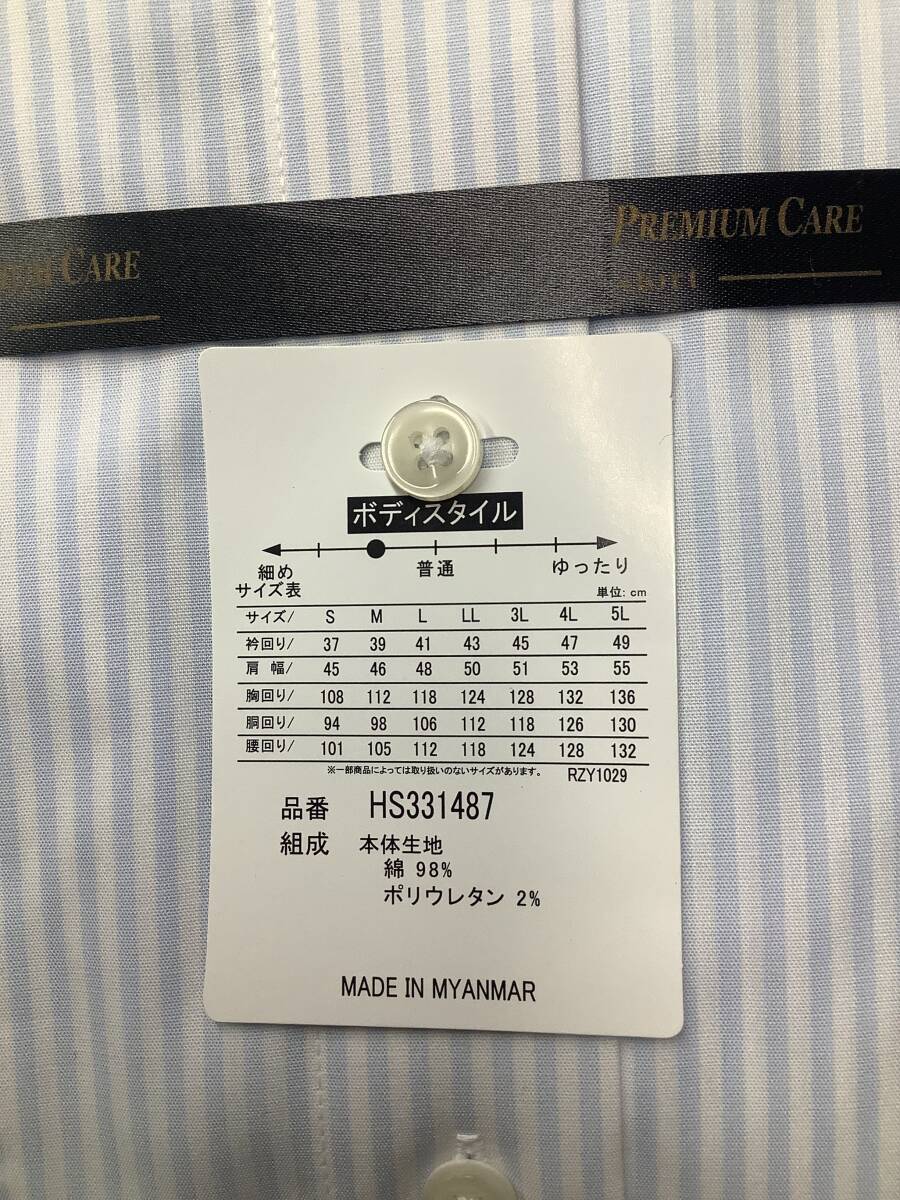 PREMIUM CARE
shirt
UM CARE
ボディスタイル
細め 普通 ゆったり
サイズ表 単位: cm
サイズ/ S M L LL 3L 4L 5L
衿回り/ 37 39 41 43 45 47 49
肩 幅/ 45 46 48 50 51 53 55
胸回り/ 108 112 118 124 128 132 136
胴回り/ 94 98 106 112 118 126 130
腰回り/ 101 105 112 118 124 128 132
※一部商品によっては取り扱いのないサイズがあります。 RZY1029
品番 HS331487
組成 本体生地
綿 98%
ポリウレタン 2%
MADE IN MYANMAR